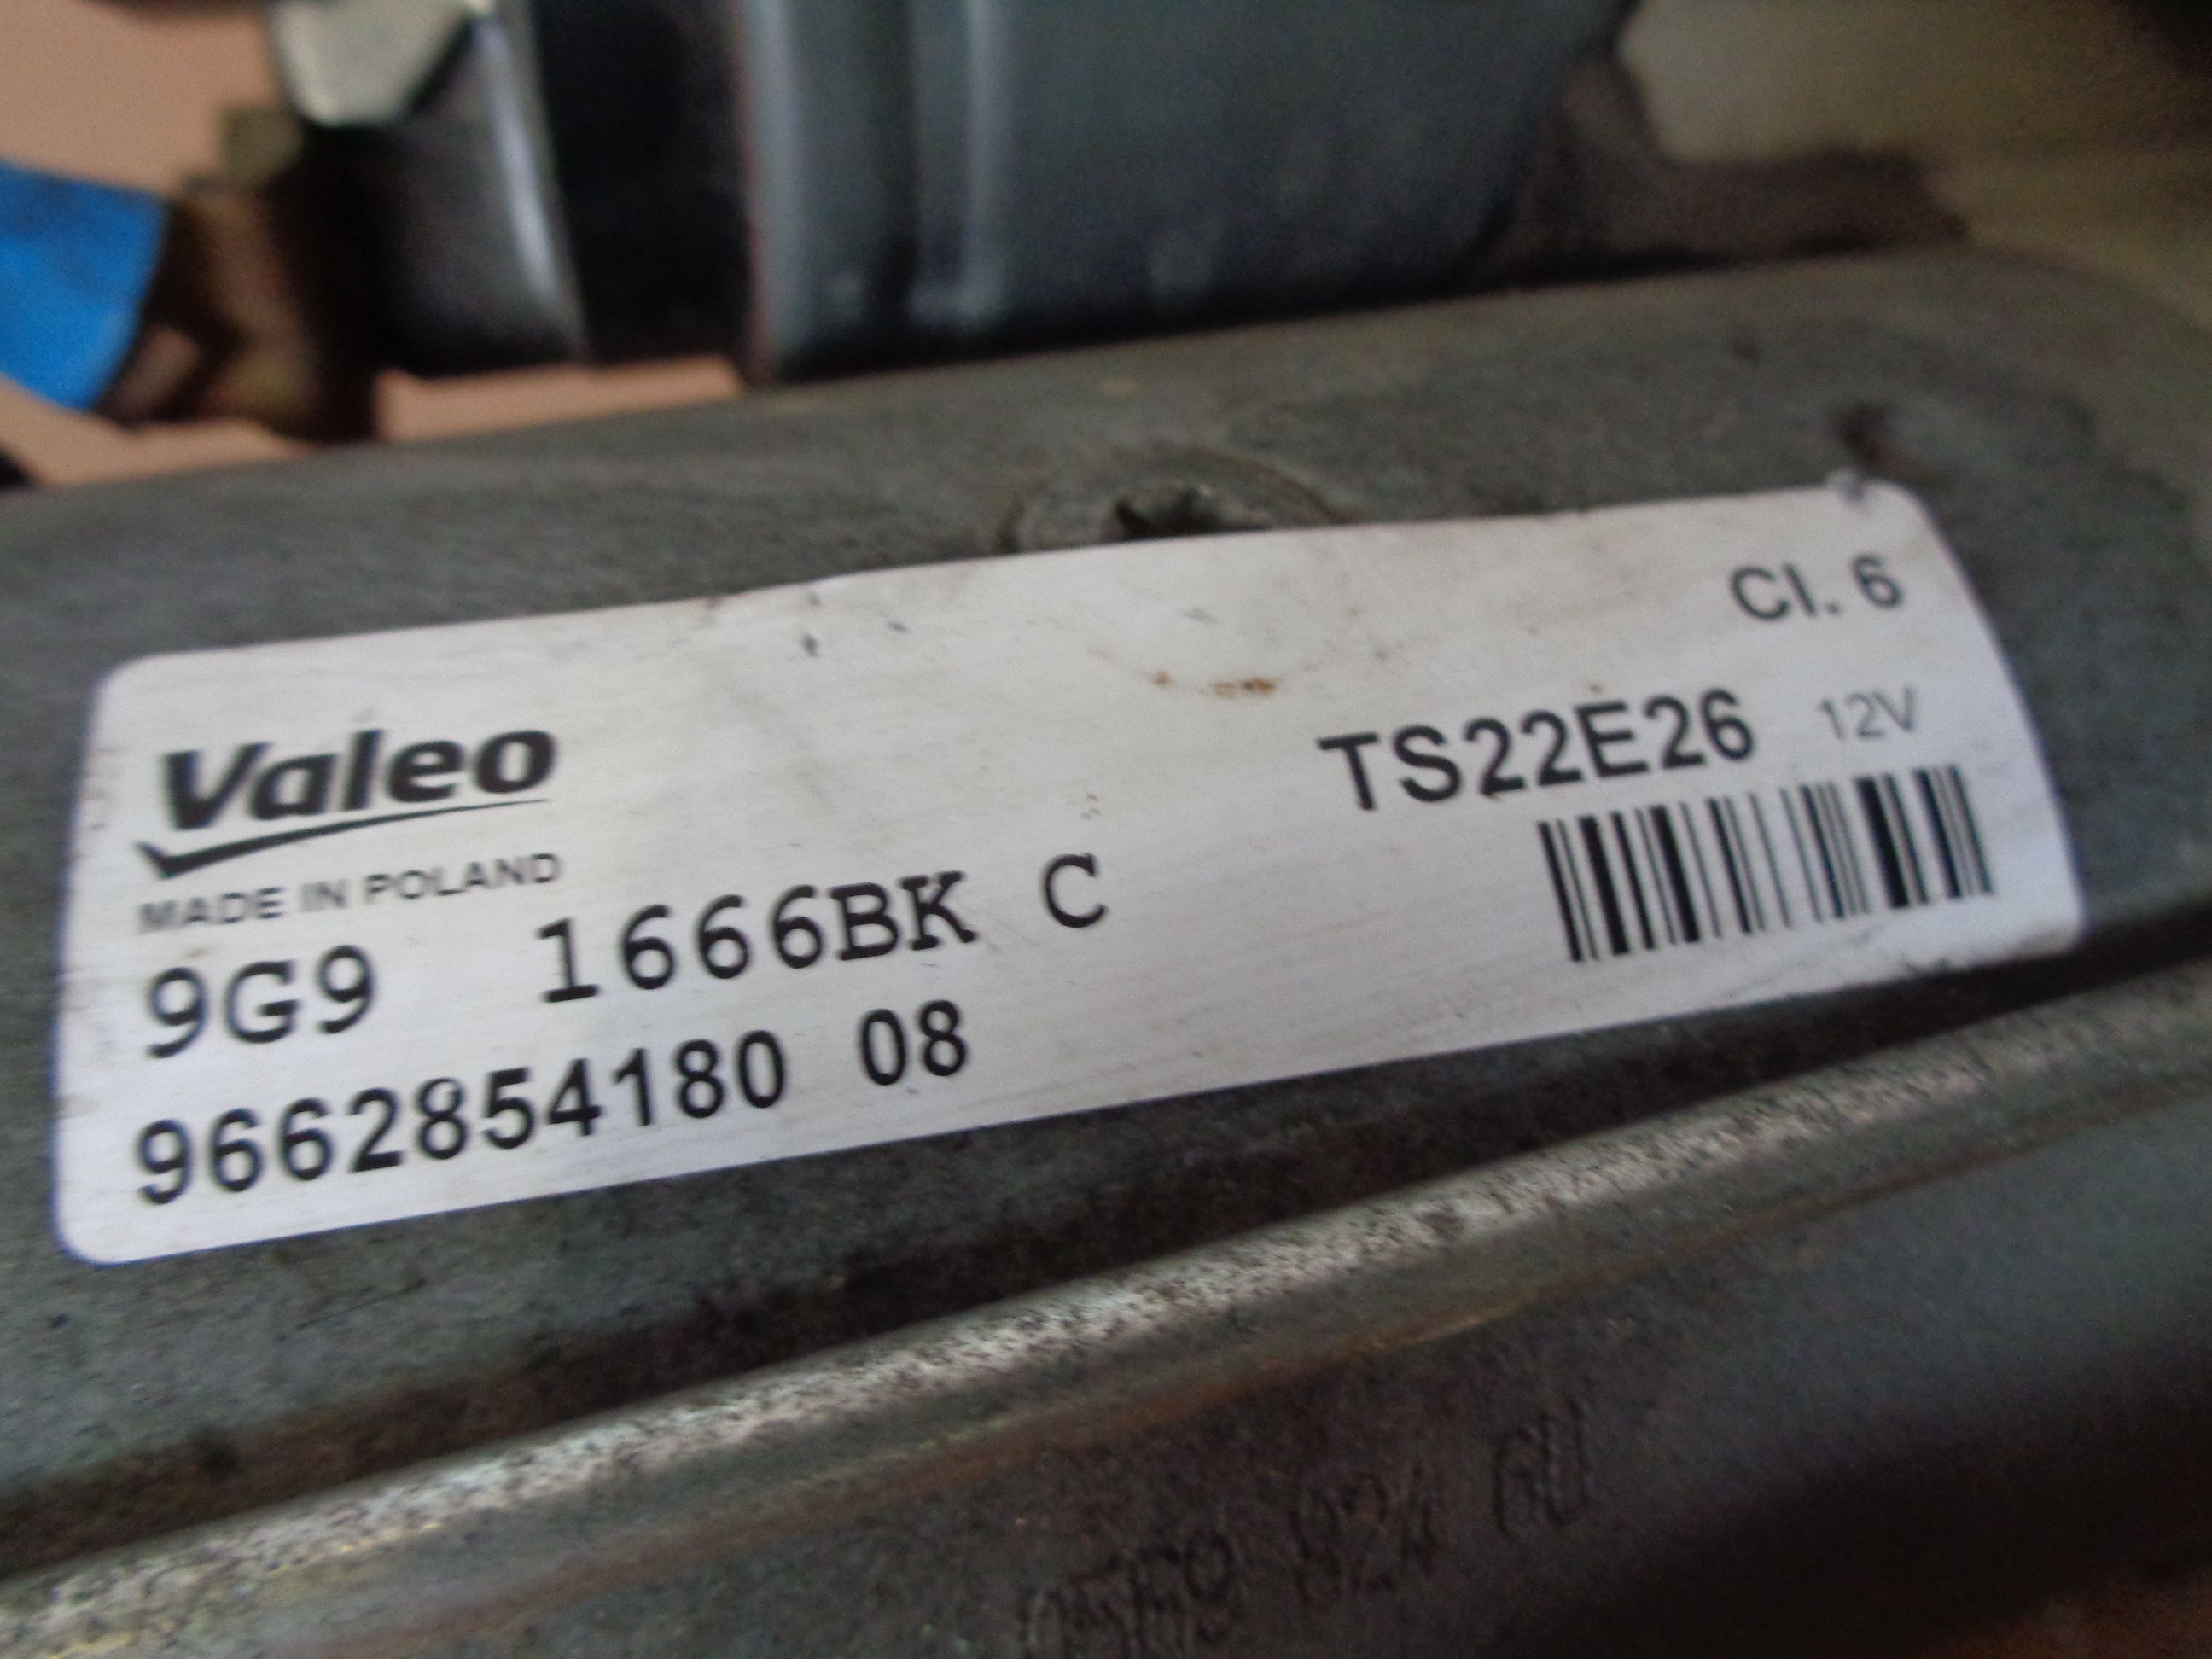 Cl. 6
Valeo
TS22E26 12V
MADE IN POLAND
9G9 1666BK C
9662854180 08